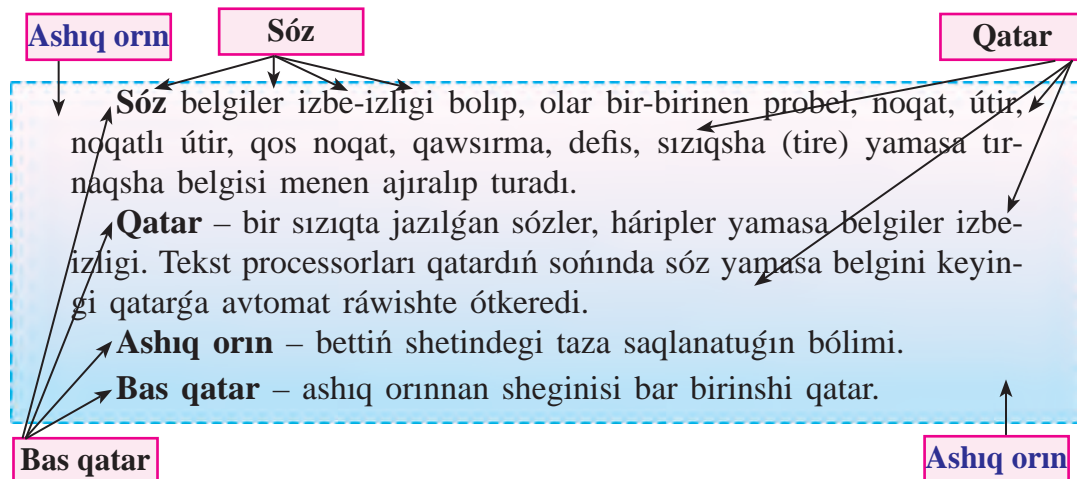 Ashıq orın
Sóz
Qatar
Sóz belgiler izbe-izligi bolıp, olar bir-birinen probel, noqat, útir,
noqatlı útir, qos noqat, qawsırma, defis, sızıqsha (tire) yamasa tır-
naqsha belgisi menen ajıralıp turadı.
Qatar – bir sızıqta jazılǵan sózler, háripler yamasa belgiler izbe-
izligi. Tekst processorları qatardıń sońında sóz yamasa belgini keyin-
gi qatarǵa avtomat ráwishte ótkeredi.
Ashıq orın – bettiń shetindegi taza saqlanatuǵın bólimi.
Bas qatar – ashıq orınnan sheginisi bar birinshi qatar.
Bas qatar
Ashıq orın